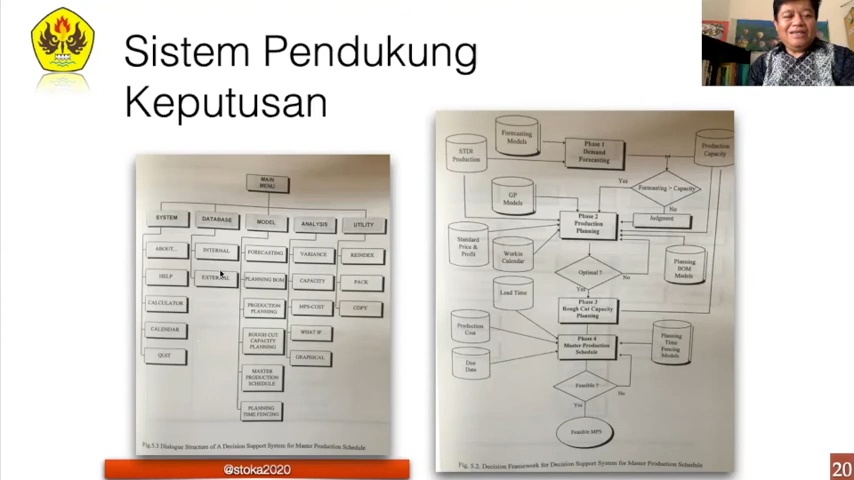 Sistem Pendukung
Keputusan
MAIN
MENU
SYSTEM
DATABASE
MODEL
ANALYSIS
UTILITY
ABOUT...
INTERNAL
FORECASTING
VARIANCE
REINDEX
HELP
EXTERNAL
PLANNING BOM
CAPACITY
PACK
CALCULATOR
PRODUCTION
PLANNING
MPS-COST
COPY
CALENDAR
ROUGH CUT
CAPACITY
PLANNING
WHAT IF
QUIT
GRAPHICAL
MASTER
PRODUCTION
SCHEDULE
PLANNING
TIME FENCING
Fig.5.3 Dialogue Structure of A Decision Support System for Master Production Schedule
Forecasting
Models
STDI
Production
Phase 1
Demand
Forecasting
Production
Capacity
Yes
Forecasting > Capacity
No
GP
Models
Phase 2
Production
Planning
Judgment
Standard
Price &
Profit
Workin
Calendar
Planning
BOM
Models
Optimal ?
No
Yes
Lead Time
Phase 3
Rough Cut Capacity
Planning
Production
Cost
Phase 4
Master Production
Schedule
Planning
Time
Fencing
Models
Due
Date
Feasible ?
No
Yes
Feasible MPS
Fig. 5.2. Decision Framework for Decision Support System for Master Production Schedule
@stoka2020
20